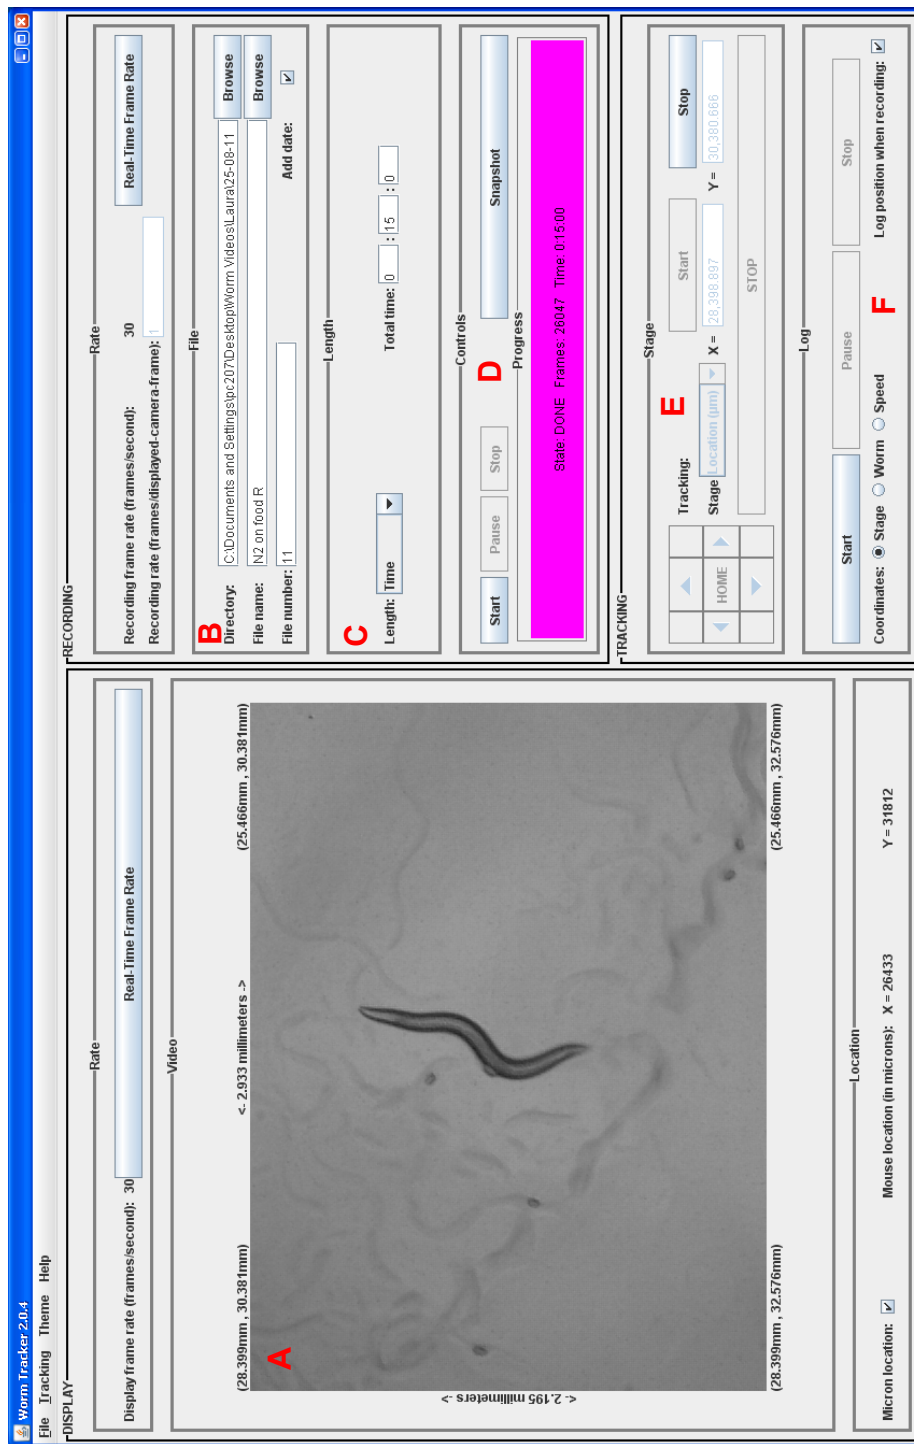 Worm Tracker 2.0.4
File Tracking Theme Help
DISPLAY
Rate
Display frame rate (frames/second): 30 Real-Time Frame Rate
Video
A
<- 2.933 millimeters ->
(28.399mm , 30.381mm) (25.466mm , 30.381mm)
<- 2.195 millimeters ->
(28.399mm , 32.576mm) (25.466mm , 32.576mm)
Location
Micron location: Mouse location (in microns): X = 26433 Y = 31812
RECORDING
Rate
Recording frame rate (frames/second): 30 Real-Time Frame Rate
Recording rate (frames/displayed-camera-frame): 1
File
B
Directory: C:\Documents and Settings\pc207\Desktop\Worm Videos\Laura\25-08-11 Browse
File name: N2 on food R Browse
File number: 11 Add date:
Length
C
Length: Time Total time: 0 : 15 : 0
Controls
D
Start Pause Stop Snapshot
Progress
State: DONE Frames: 26047 Time: 0:15:00
TRACKING
Stage
E
Tracking: Start Stop
HOME
Stage Location (µm) X = 28,398.897 Y = 30,380.666
STOP
Log
Start Pause Stop
F
Coordinates: Stage Worm Speed Log position when recording: